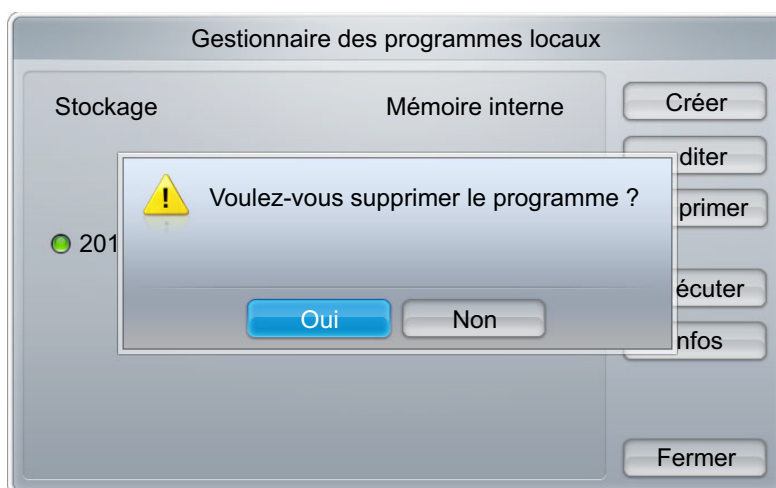 Gestionnaire des programmes locaux
Stockage
Mémoire interne
Créer
diter
Voulez-vous supprimer le programme ?
primer
201
écuter
Oui
Non
nfos
Fermer